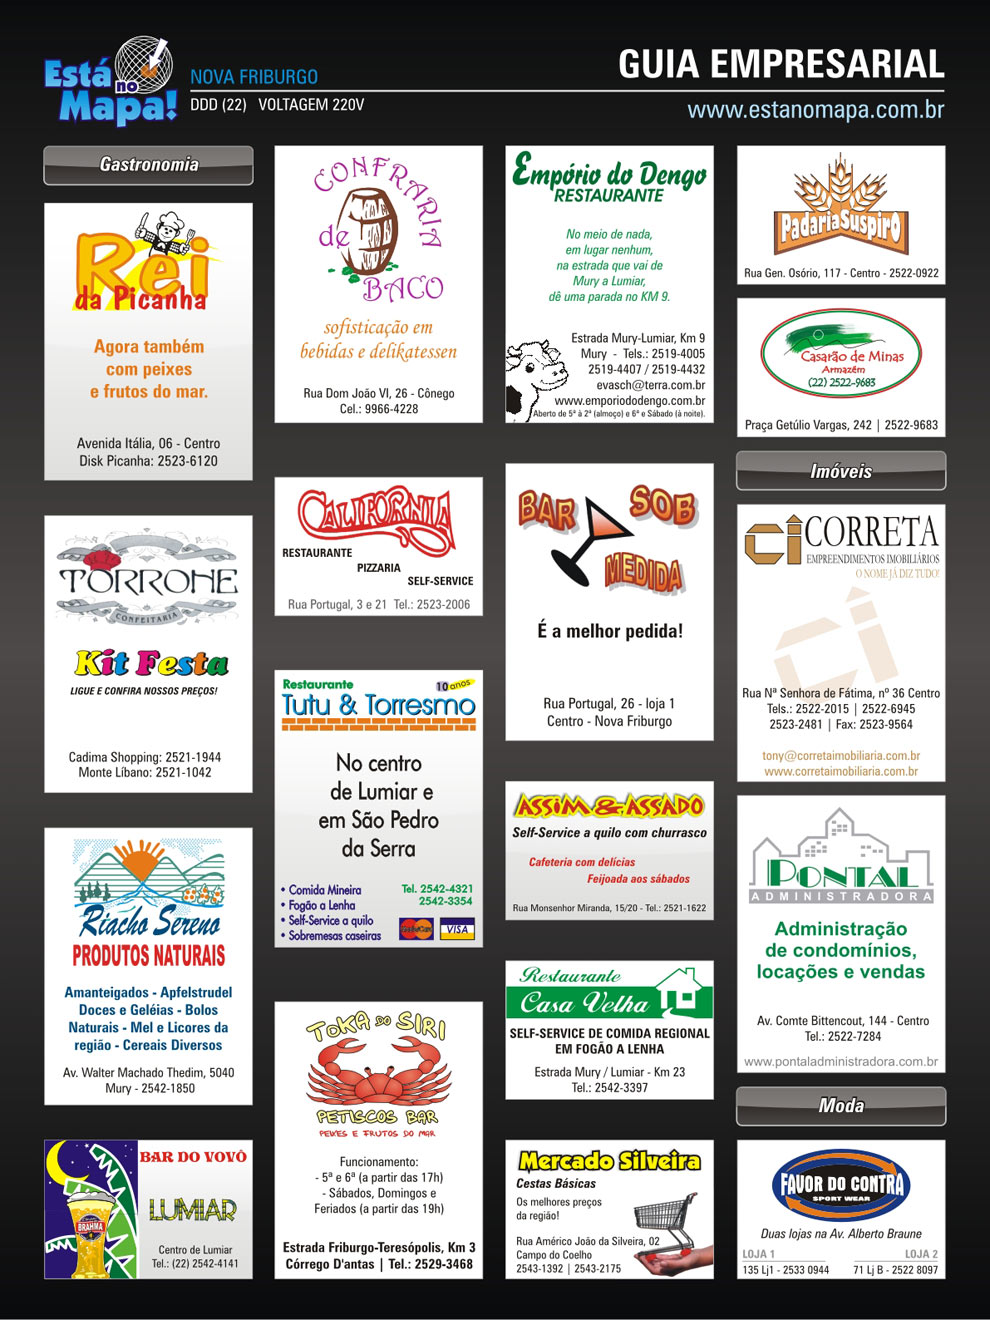 Está no Mapa!
NOVA FRIBURGO
DDD (22) VOLTAGEM 220V
GUIA EMPRESARIAL
www.estanomapa.com.br
Gastronomia
Rei
da Picanha
Agora também
com peixes
e frutos do mar.
Avenida Itália, 06 - Centro
Disk Picanha: 2523-6120
TORRONE
CONFEITARIA
Kit Festa
LIGUE E CONFIRA NOSSOS PREÇOS!
Cadima Shopping: 2521-1944
Monte Líbano: 2521-1042
Riacho Sereno
PRODUTOS NATURAIS
Amanteigados - Apfelstrudel
Doces e Geléias - Bolos
Naturais - Mel e Licores da
região - Cereais Diversos
Av. Walter Machado Thedim, 5040
Mury - 2542-1850
BAR DO VOVÔ
LUMIAR
BRAHMA
Centro de Lumiar
Tel.: (22) 2542-4141
CONFRARIA
de
BACO
sofisticação em
bebidas e delikatessen
Rua Dom João VI, 26 - Cônego
Cel.: 9966-4228
CALIFORNIA
RESTAURANTE
PIZZARIA
SELF-SERVICE
Rua Portugal, 3 e 21 Tel.: 2523-2006
Restaurante
10 anos
Tutu & Torresmo
No centro
de Lumiar e
em São Pedro
da Serra
• Comida Mineira
• Fogão a Lenha
• Self-Service a quilo
• Sobremesas caseiras
Tel. 2542-4321
2542-3354
MasterCard
VISA
TOKA DO SIRI
PETISCOS BAR
PEIXES E FRUTOS DO MAR
Funcionamento:
- 5ª e 6ª (a partir das 17h)
- Sábados, Domingos e
Feriados (a partir das 19h)
Estrada Friburgo-Teresópolis, Km 3
Córrego D'antas | Tel.: 2529-3468
Empório do Dengo
RESTAURANTE
No meio de nada,
em lugar nenhum,
na estrada que vai de
Mury a Lumiar,
dê uma parada no KM 9.
Estrada Mury-Lumiar, Km 9
Mury - Tels.: 2519-4005
2519-4407 / 2519-4432
evasch@terra.com.br
www.emporiododengo.com.br
Aberto de 5ª à 2ª (almoço) e 6ª e Sábado (à noite).
BAR SOB
MEDIDA
É a melhor pedida!
Rua Portugal, 26 - loja 1
Centro - Nova Friburgo
ASSIM & ASSADO
Self-Service a quilo com churrasco
Cafeteria com delícias
Feijoada aos sábados
Rua Monsenhor Miranda, 15/20 - Tel.: 2521-1622
Restaurante
Casa Velha
SELF-SERVICE DE COMIDA REGIONAL
EM FOGÃO A LENHA
Estrada Mury / Lumiar - Km 23
Tel.: 2542-3397
Mercado Silveira
Cestas Básicas
Os melhores preços
da região!
Rua Américo João da Silveira, 02
Campo do Coelho
2543-1392 | 2543-2175
Padaria Suspiro
Rua Gen. Osório, 117 - Centro - 2522-0922
Casarão de Minas
Armazém
(22) 2522-9683
Praça Getúlio Vargas, 242 | 2522-9683
Imóveis
ci CORRETA
EMPREENDIMENTOS IMOBILIÁRIOS
O NOME JÁ DIZ TUDO!
ci
Rua Nª Senhora de Fátima, nº 36 Centro
Tels.: 2522-2015 | 2522-6945
2523-2481 | Fax: 2523-9564
tony@corretaimobiliaria.com.br
www.corretaimobiliaria.com.br
PONTAL
ADMINISTRADORA
Administração
de condomínios,
locações e vendas
Av. Comte Bittencout, 144 - Centro
Tel.: 2522-7284
www.pontaladministradora.com.br
Moda
FAVOR DO CONTRA
SPORT WEAR
Duas lojas na Av. Alberto Braune
LOJA 1
LOJA 2
135 Lj1 - 2533 0944
71 Lj B - 2522 8097